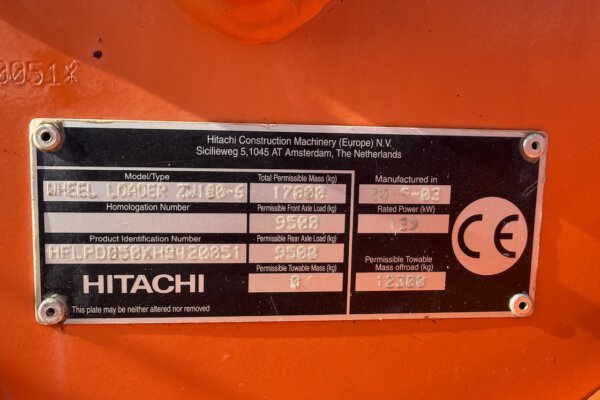 0051*
Hitachi Construction Machinery (Europe) N.V.
Sicilieweg 5,1045 AT Amsterdam, The Netherlands
Model/Type
WHEEL LOADER ZW180-6
Homologation Number
Product Identification Number
HITACHI
This plate may be neither altered nor removed
Total Permissible Mass (kg)
17600
Permissible Front Axle Load (kg)
9500
Permissible Rear Axle Load (kg)
9500
Permissible Towable Mass (kg)
0
Manufactured in
Rated Power (kW)
Permissible Towable
Mass offroad (kg)
12300
CE